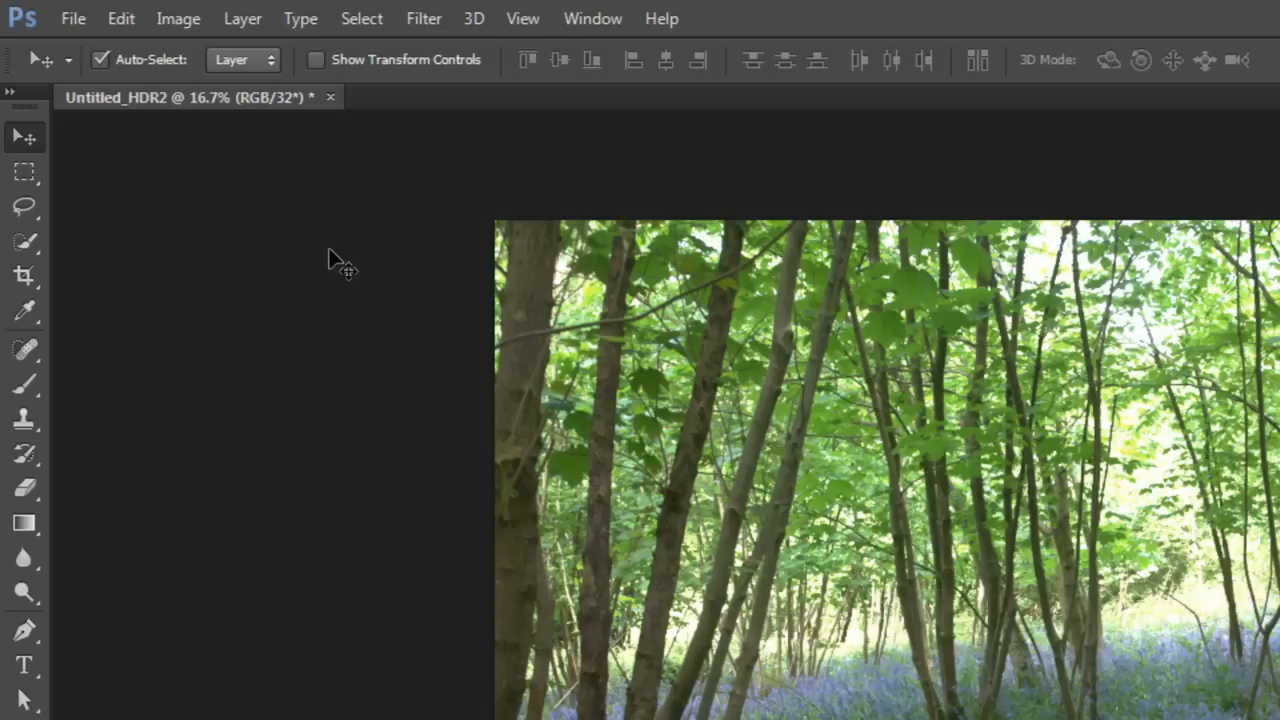 Ps File Edit Image Layer Type Select Filter 3D View Window Help
Auto-Select: Layer Show Transform Controls 3D Mode:
Untitled_HDR2 @ 16.7% (RGB/32*) * ×
T